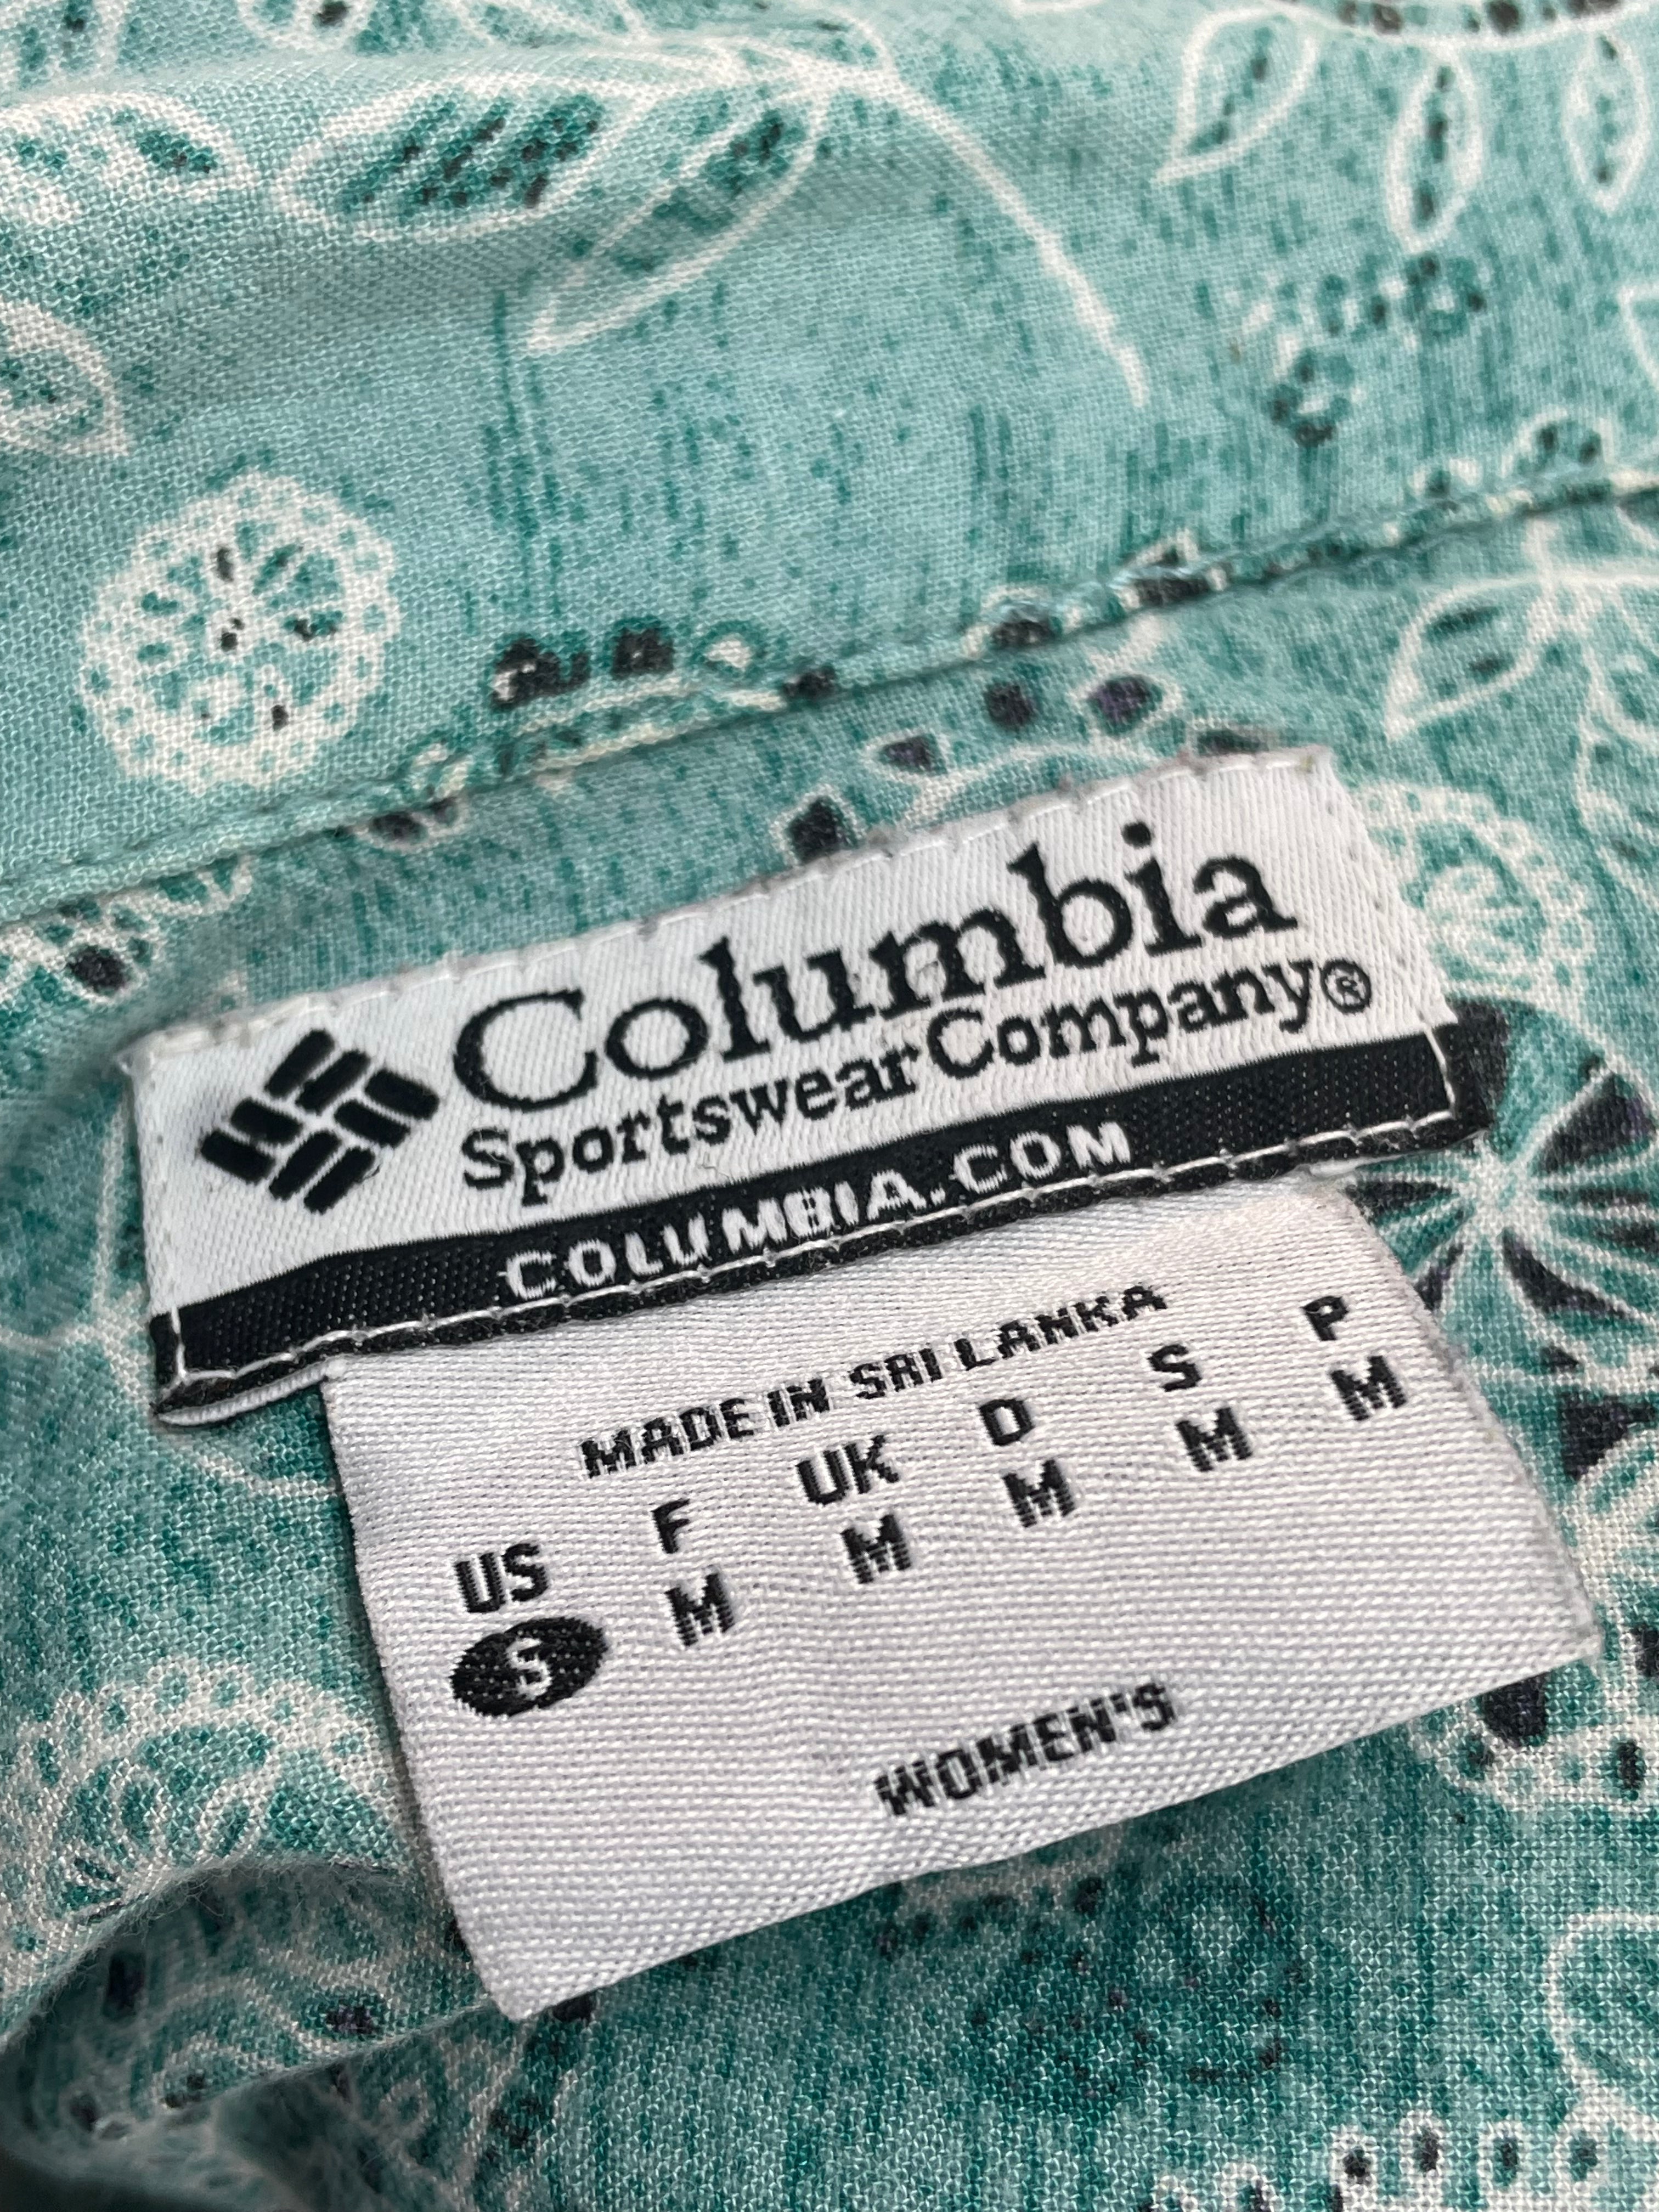 Columbia
Sportswear Company®
COLUMBIA.COM
MADE IN SRI LANKA
US F UK D S P
S M M M M M
WOMEN'S